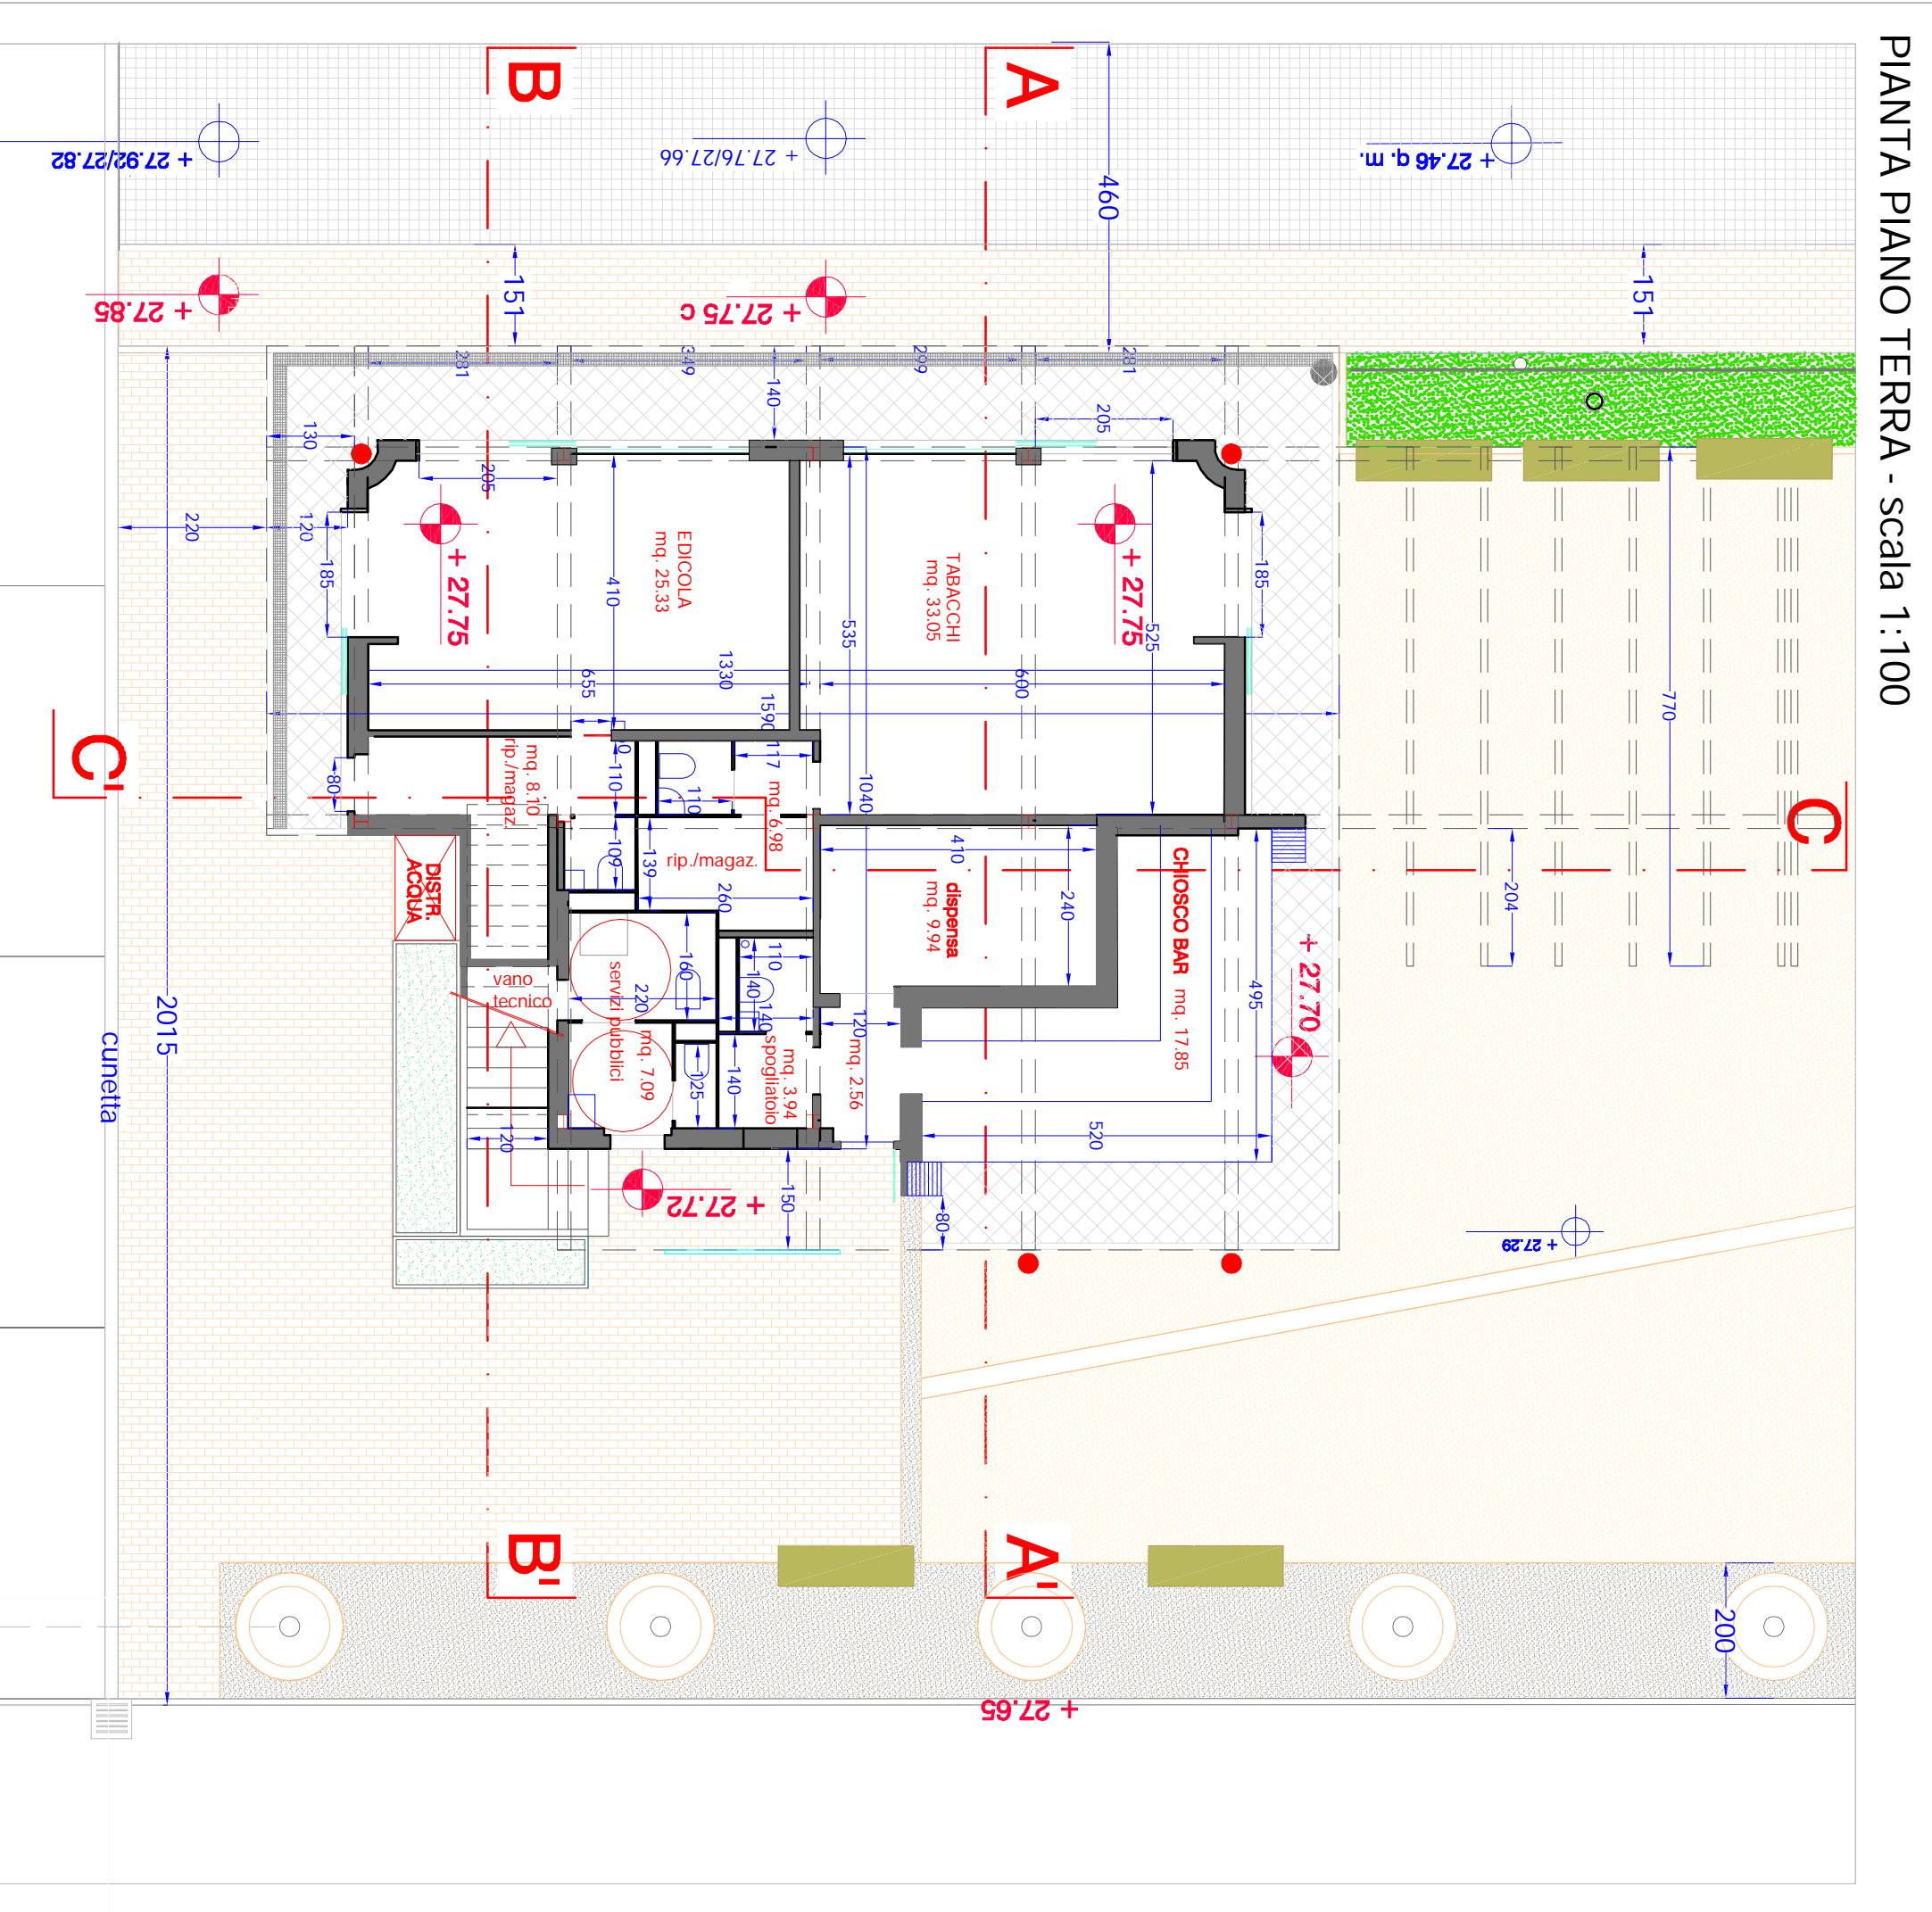 PIANTA PIANO TERRA - scala 1:100
B
A
+ 27.92/27.82
+ 27.76/27.66
+ 27.46 q. m.
460
151
151
+ 27.85
+ 27.75 c
281
349
299
281
140
205
130
205
220
120
185
185
+ 27.75
+ 27.75
EDICOLA
mq. 25.33
TABACCHI
mq. 33.05
410
535
525
655
1330
600
1590
770
C'
C
80
rip./magaz.
mq. 8.10
110
117
110
mq. 6.98
1040
109
139
rip./magaz.
260
410
240
dispensa
mq. 9.94
CHIOSCO BAR mq. 17.85
204
495
+ 27.70
DISTR.
ACQUA
vano
tecnico
servizi pubblici
mq. 7.09
160
220
110
140
140
120
mq. 2.56
spogliatoio
mq. 3.94
125
140
520
120
150
80
+ 27.72
+ 27.29
2015
cunetta
B'
A'
200
+ 27.65